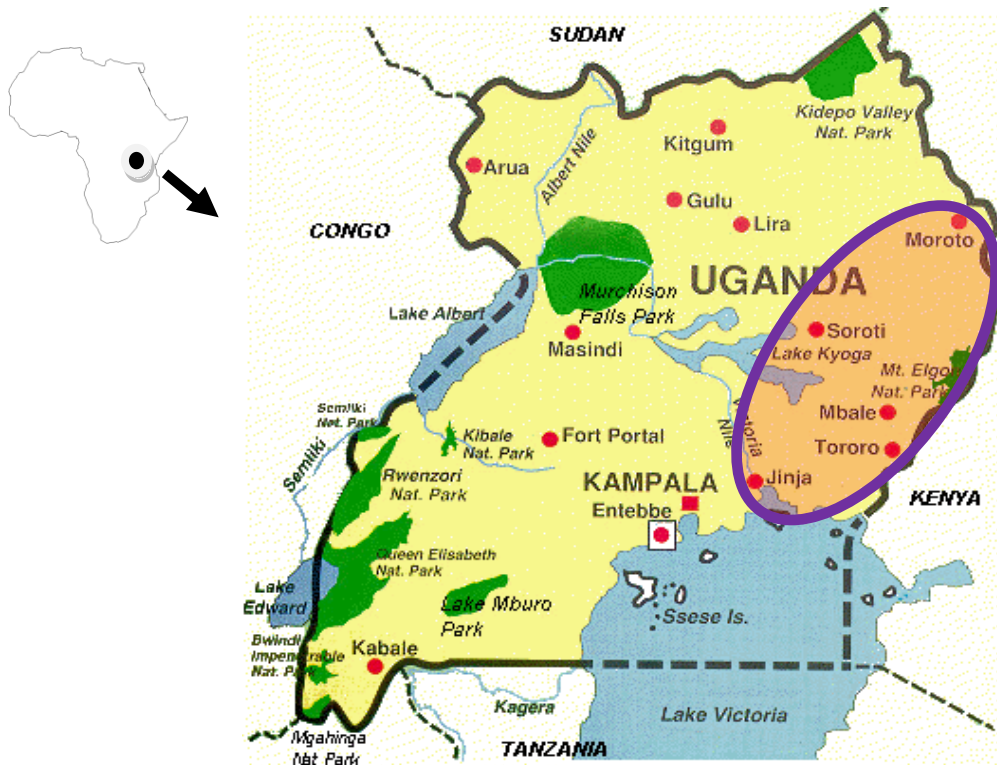 SUDAN
Kidepo Valley
Nat. Park
Kitgum
Arua
Albert Nile
Gulu
Lira
CONGO
Moroto
UGANDA
Murchison
Falls Park
Lake Albert
Soroti
Lake Kyoga
Masindi
Mt. Elgon
Nat. Park
Mbale
Victoria
Nile
Semliki
Nat. Park
Kibale
Nat. Park
Fort Portal
Tororo
Semliki
Rwenzori
Nat. Park
KAMPALA
Jinja
KENYA
Entebbe
Queen Elisabeth
Nat. Park
Lake
Edward
Lake Mburo
Park
Ssese Is.
Bwindi
Impenetrable
Nat. Park
Kabale
Kagera
Lake Victoria
Mgahinga
Nat Park
TANZANIA